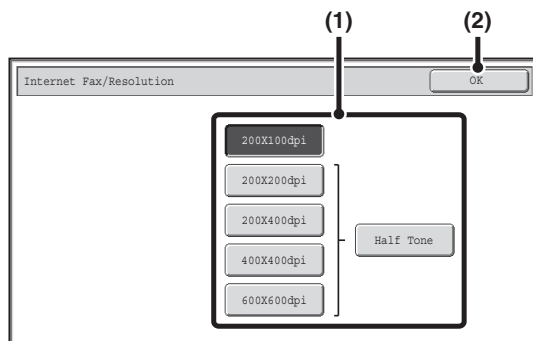 (1) (2)
Internet Fax/Resolution OK
200X100dpi
200X200dpi
200X400dpi
Half Tone
400X400dpi
600X600dpi